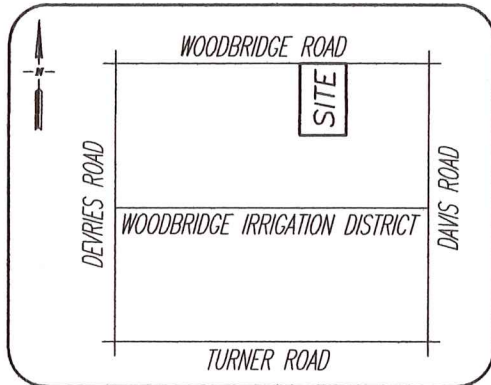 WOODBRIDGE ROAD
N
SITE
DEVRIES ROAD
DAVIS ROAD
WOODBRIDGE IRRIGATION DISTRICT
TURNER ROAD